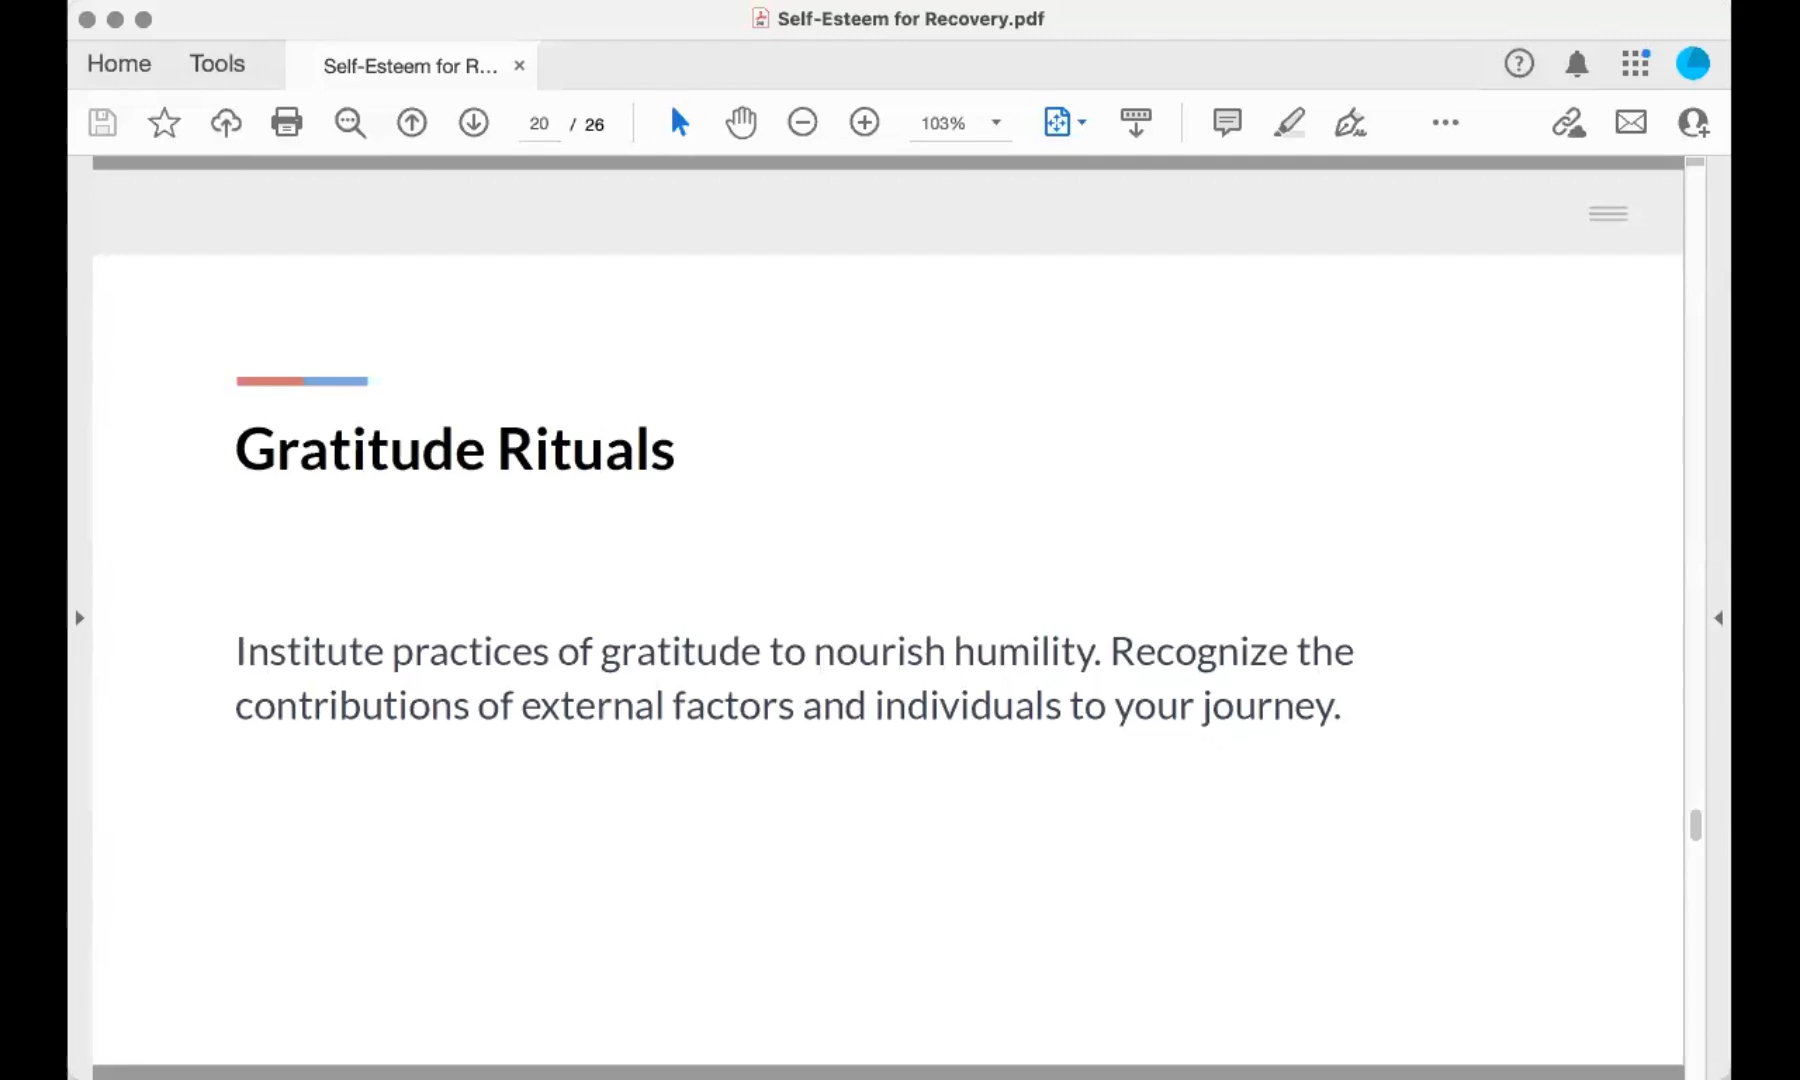 Self-Esteem for Recovery.pdf
Home Tools Self-Esteem for R... ×
20 / 26 103%
Gratitude Rituals
Institute practices of gratitude to nourish humility. Recognize the
contributions of external factors and individuals to your journey.